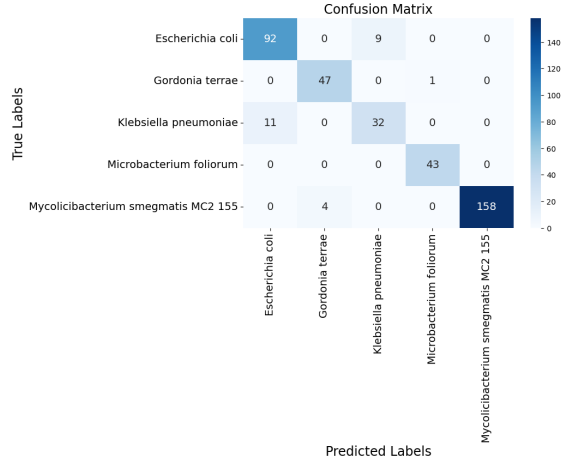 Confusion Matrix
True Labels
Escherichia coli 92 0 9 0 0
Gordonia terrae 0 47 0 1 0
Klebsiella pneumoniae 11 0 32 0 0
Microbacterium foliorum 0 0 0 43 0
Mycolicibacterium smegmatis MC2 155 0 4 0 0 158
Escherichia coli
Gordonia terrae
Klebsiella pneumoniae
Microbacterium foliorum
Mycolicibacterium smegmatis MC2 155
Predicted Labels
140
120
100
80
60
40
20
0